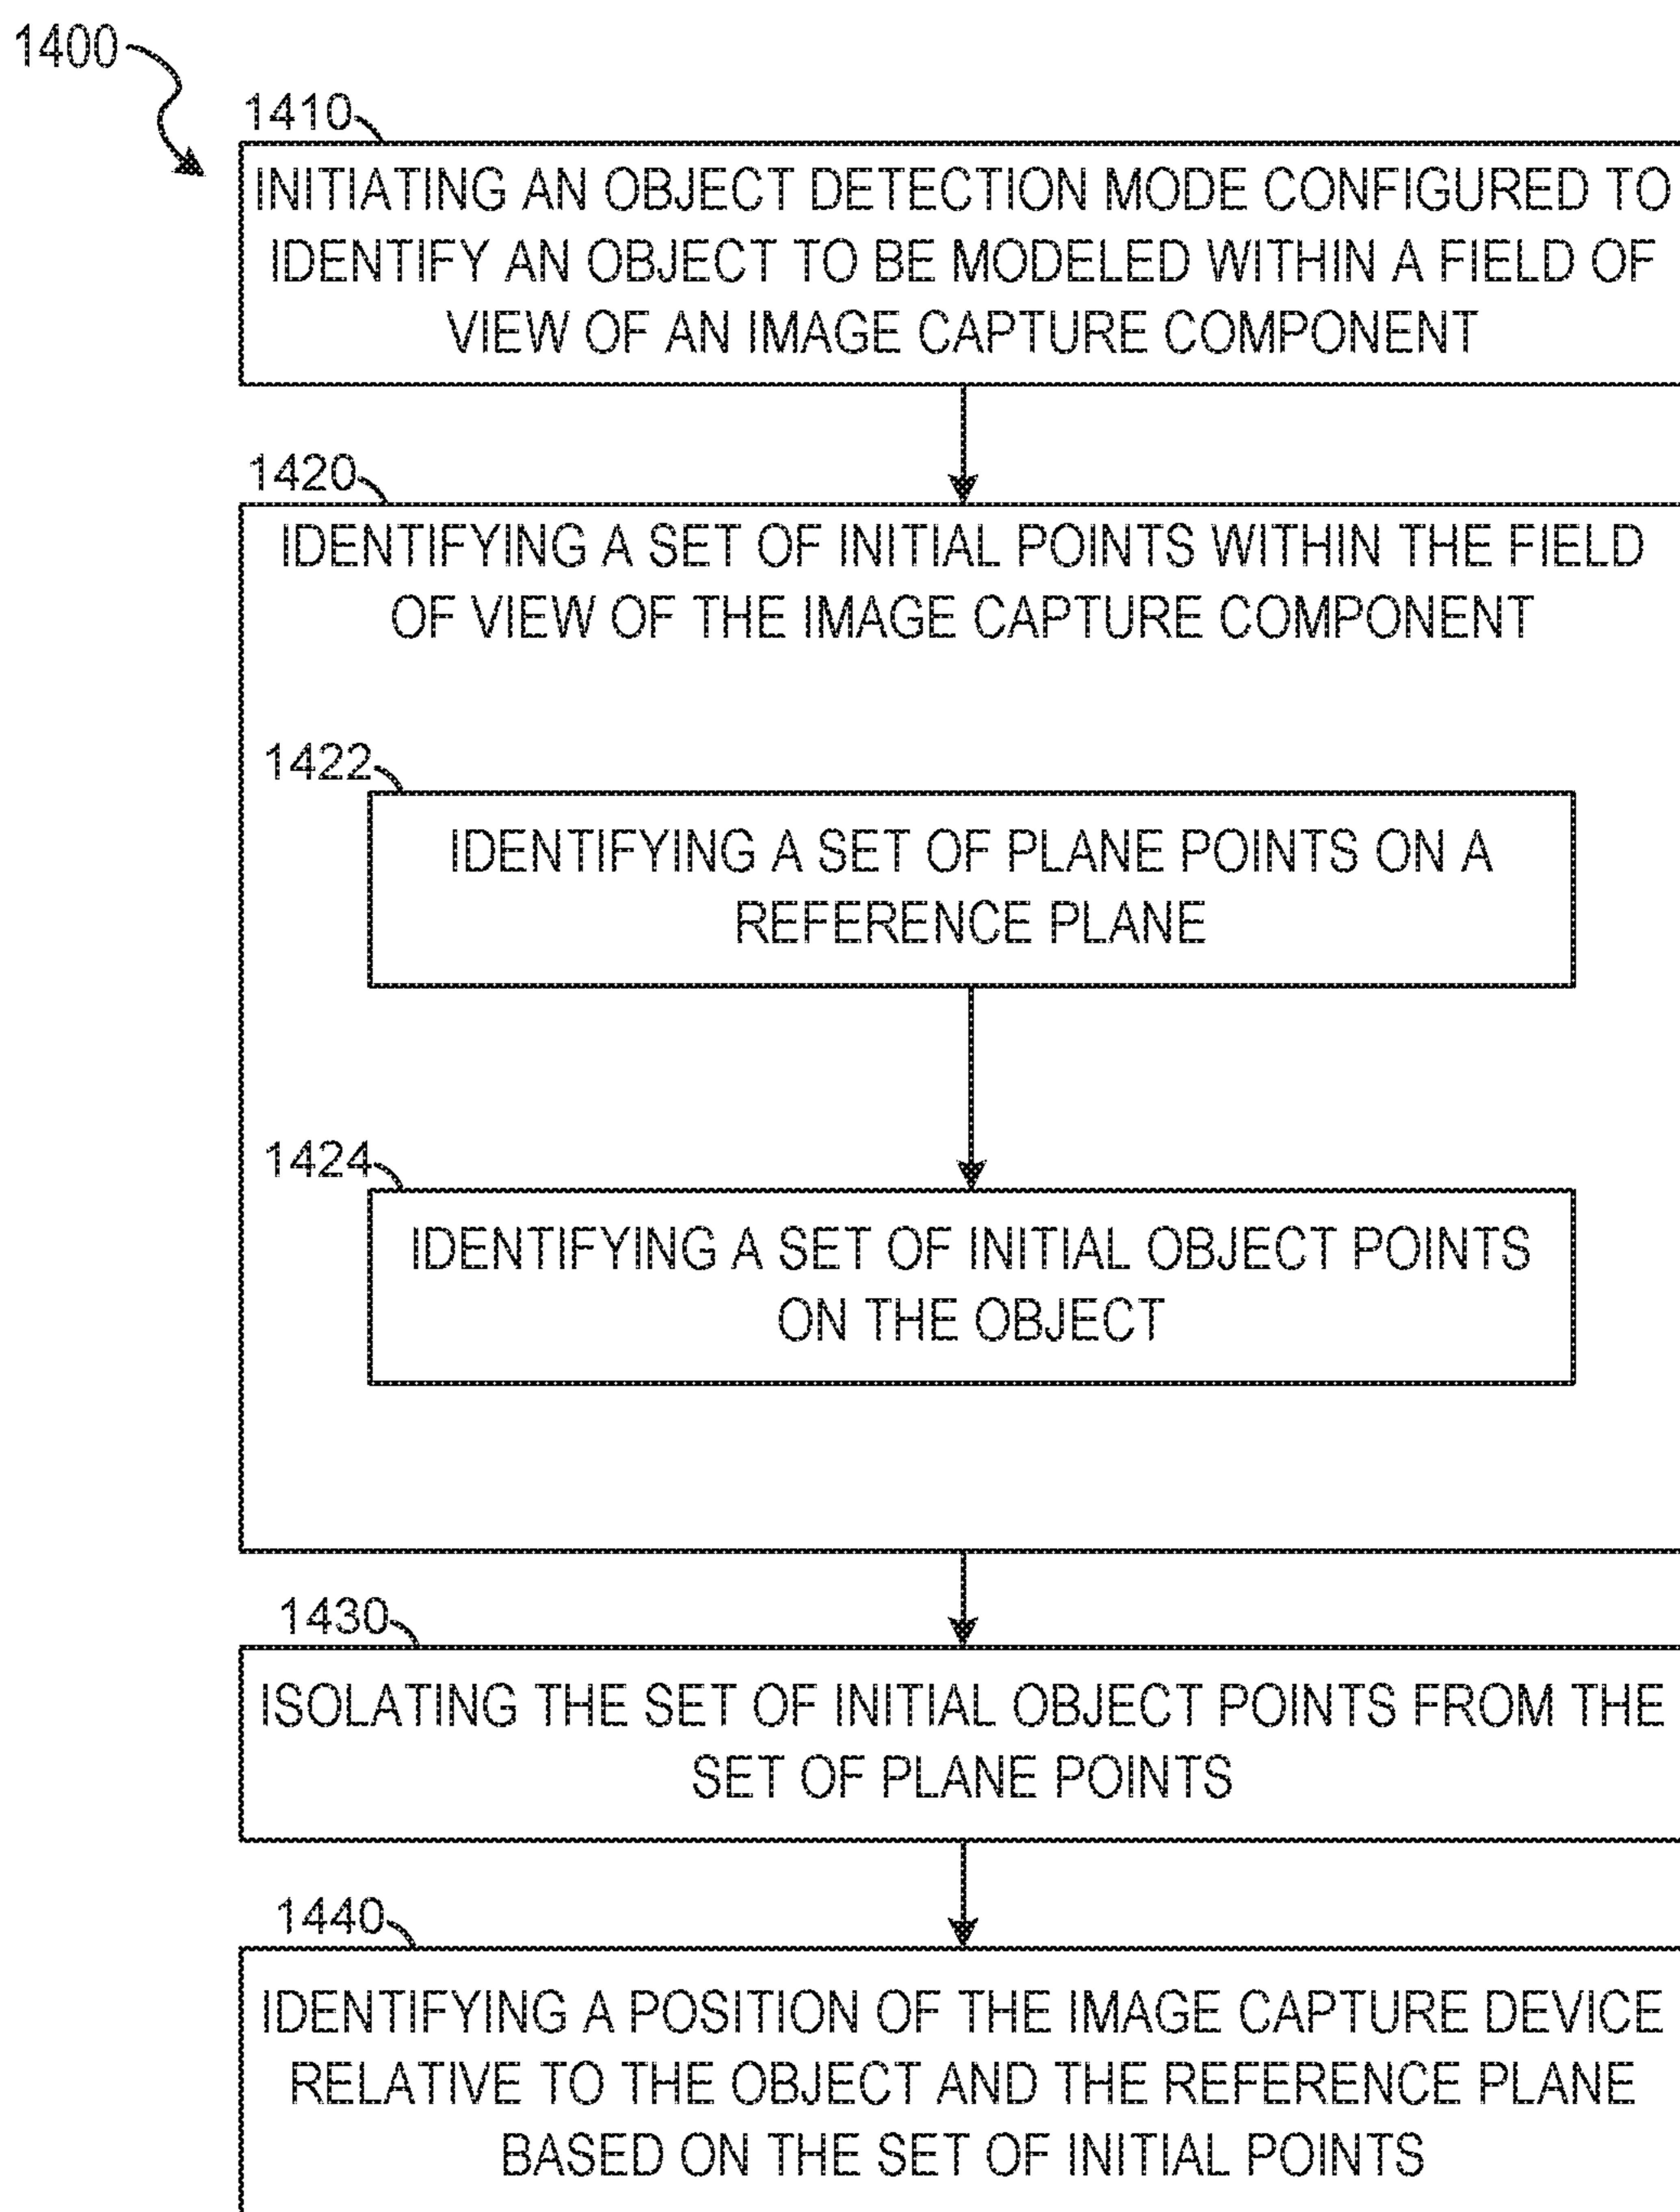 1400
1410
INITIATING AN OBJECT DETECTION MODE CONFIGURED TO
IDENTIFY AN OBJECT TO BE MODELED WITHIN A FIELD OF
VIEW OF AN IMAGE CAPTURE COMPONENT
1420
IDENTIFYING A SET OF INITIAL POINTS WITHIN THE FIELD
OF VIEW OF THE IMAGE CAPTURE COMPONENT
1422
IDENTIFYING A SET OF PLANE POINTS ON A
REFERENCE PLANE
1424
IDENTIFYING A SET OF INITIAL OBJECT POINTS
ON THE OBJECT
1430
ISOLATING THE SET OF INITIAL OBJECT POINTS FROM THE
SET OF PLANE POINTS
1440
IDENTIFYING A POSITION OF THE IMAGE CAPTURE DEVICE
RELATIVE TO THE OBJECT AND THE REFERENCE PLANE
BASED ON THE SET OF INITIAL POINTS